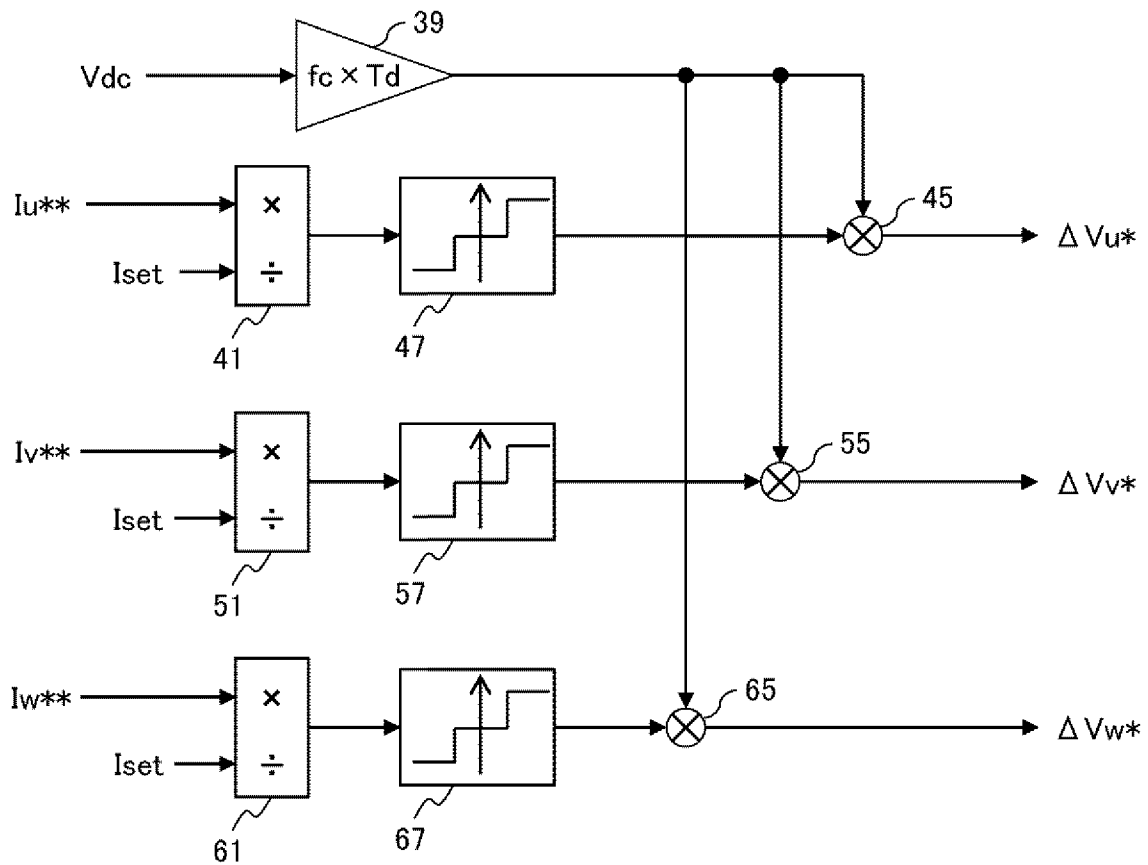 39
Vdc
fc × Td
Iu**
×
45
ΔVu*
Iset
÷
41
47
Iv**
×
55
ΔVv*
Iset
÷
51
57
Iw**
×
65
ΔVw*
Iset
÷
61
67